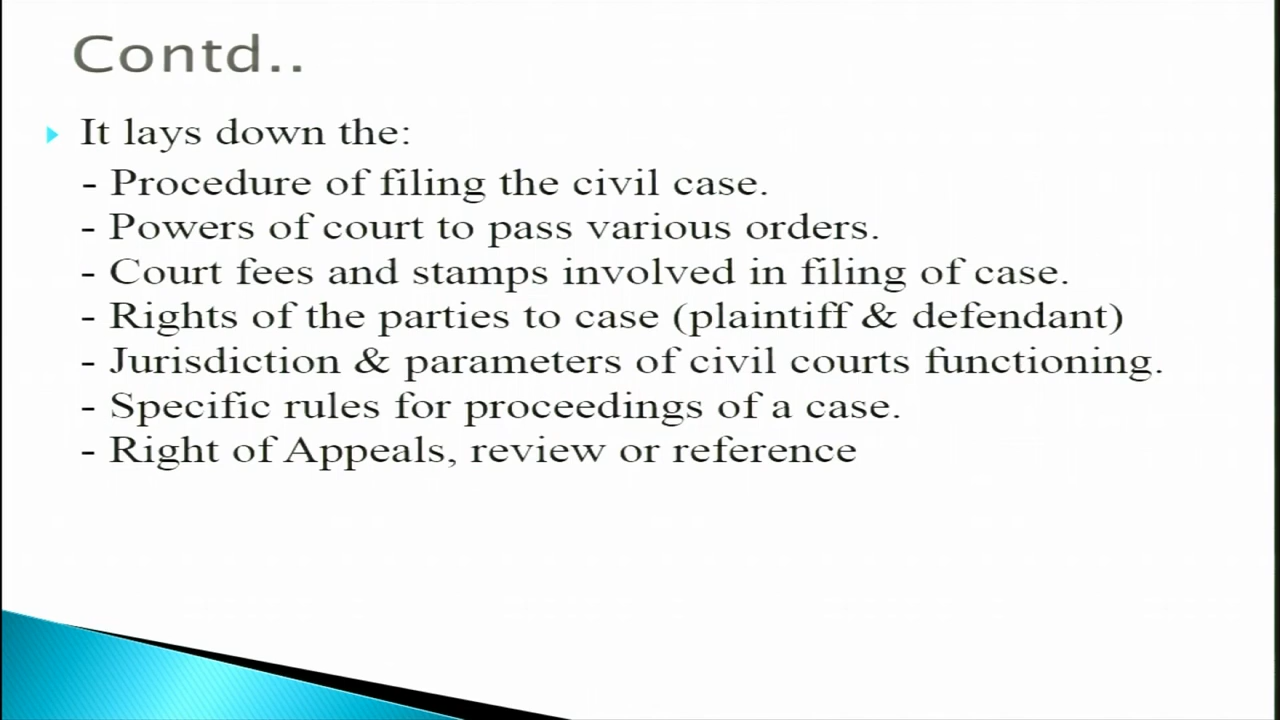 Contd..
It lays down the:
- Procedure of filing the civil case.
- Powers of court to pass various orders.
- Court fees and stamps involved in filing of case.
- Rights of the parties to case (plaintiff & defendant)
- Jurisdiction & parameters of civil courts functioning.
- Specific rules for proceedings of a case.
- Right of Appeals, review or reference